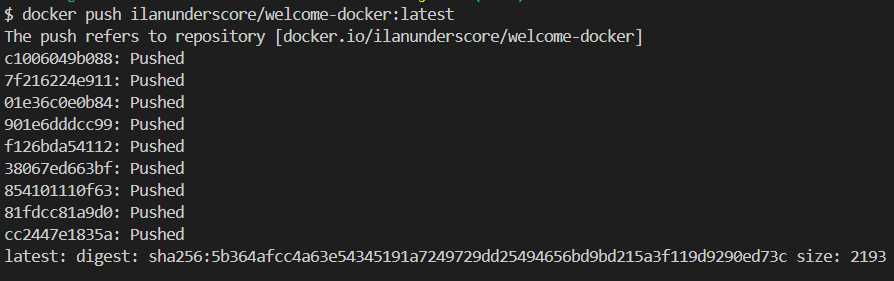 $ docker push ilanunderscore/welcome-docker:latest
The push refers to repository [docker.io/ilanunderscore/welcome-docker]
c1006049b088: Pushed
7f216224e911: Pushed
01e36c0e0b84: Pushed
901e6dddcc99: Pushed
f126bda54112: Pushed
38067ed663bf: Pushed
854101110f63: Pushed
81fdcc81a9d0: Pushed
cc2447e1835a: Pushed
latest: digest: sha256:5b364afcc4a63e54345191a7249729dd25494656bd9bd215a3f119d9290ed73c size: 2193